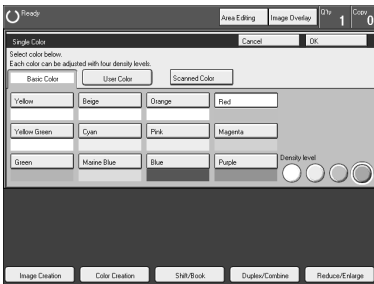 Ready Area Editing Image Overlay Q'ty 1 Copy 0
Single Color Cancel OK
Select color below.
Each color can be adjusted with four density levels.
Basic Color User Color Scanned Color
Yellow Beige Orange Red
Yellow Green Cyan Pink Magenta
Green Marine Blue Blue Purple Density level
Image Creation Color Creation Shift/Book Duplex/Combine Reduce/Enlarge